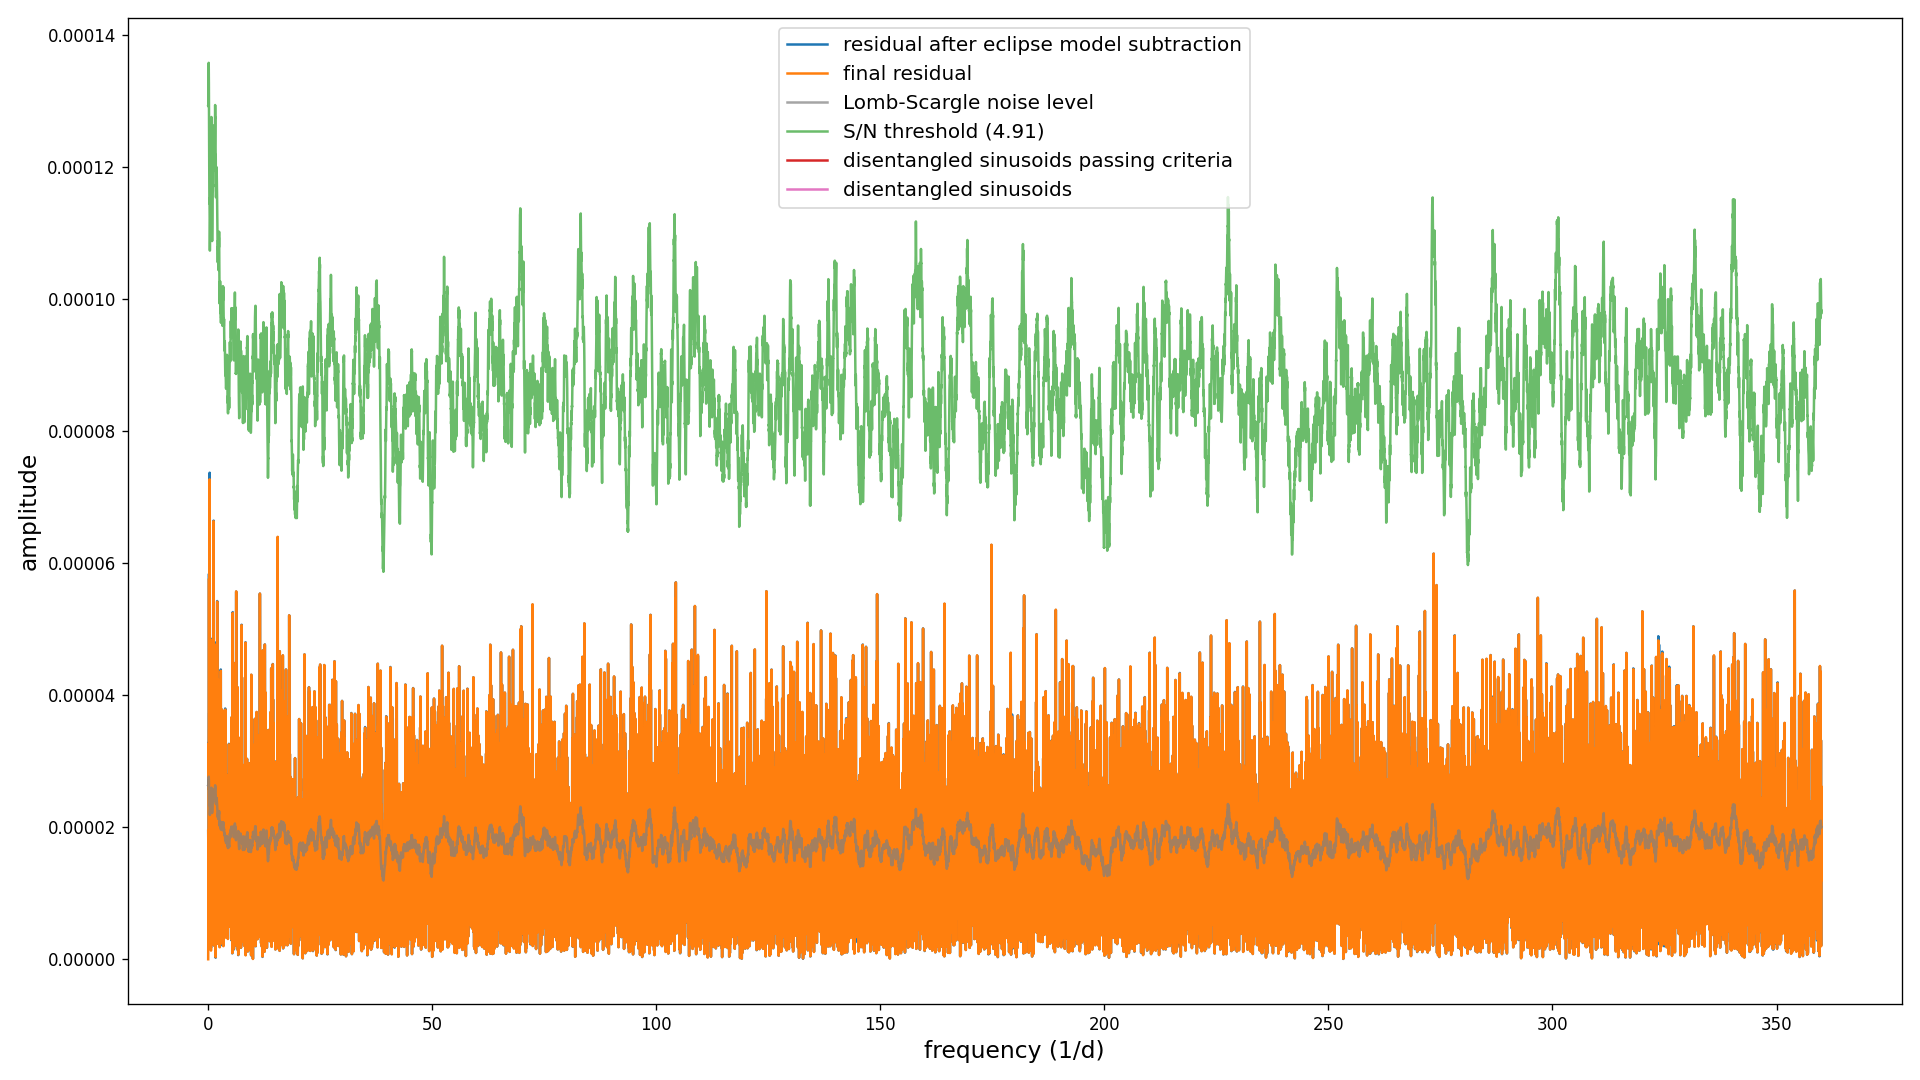 0.00014
0.00012
0.00010
0.00008
0.00006
0.00004
0.00002
0.00000
amplitude
residual after eclipse model subtraction
final residual
Lomb-Scargle noise level
S/N threshold (4.91)
disentangled sinusoids passing criteria
disentangled sinusoids
0 50 100 150 200 250 300 350
frequency (1/d)